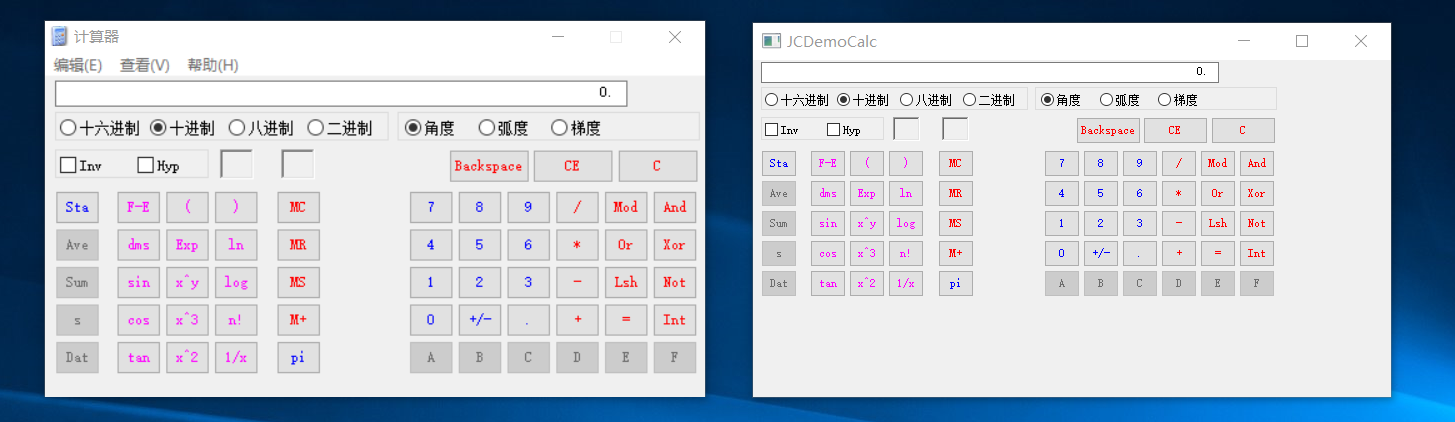 计算器
编辑(E) 查看(V) 帮助(H)
0.
十六进制 十进制 八进制 二进制 角度 弧度 梯度
Inv Hyp Backspace CE C
Sta F-E ( ) MC 7 8 9 / Mod And
Ave dms Exp ln MR 4 5 6 * Or Xor
Sum sin x^y log MS 1 2 3 - Lsh Not
s cos x^3 n! M+ 0 +/- . + = Int
Dat tan x^2 1/x pi A B C D E F
JCDemoCalc
0.
十六进制 十进制 八进制 二进制 角度 弧度 梯度
Inv Hyp Backspace CE C
Sta F-E ( ) MC 7 8 9 / Mod And
Ave dms Exp ln MR 4 5 6 * Or Xor
Sum sin x^y log MS 1 2 3 - Lsh Not
s cos x^3 n! M+ 0 +/- . + = Int
Dat tan x^2 1/x pi A B C D E F